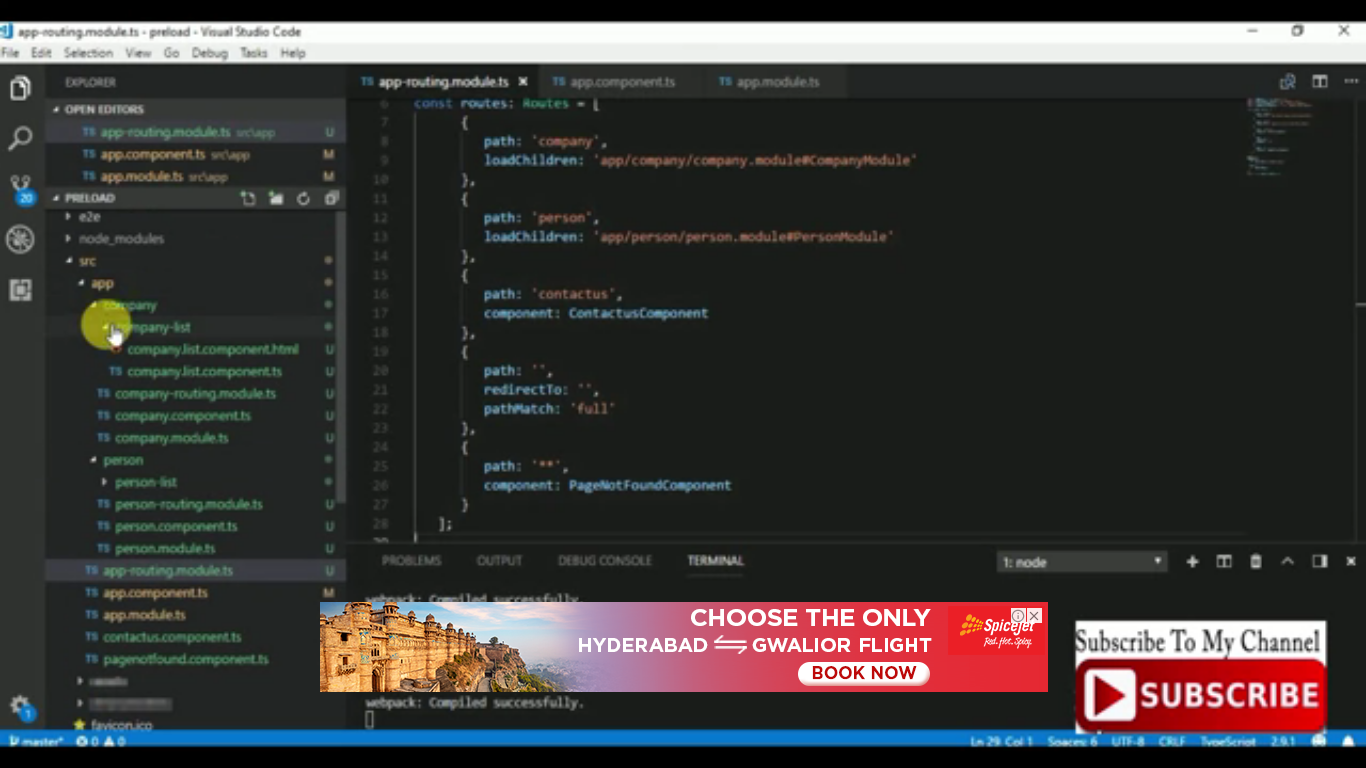 app-routing.module.ts - preload - Visual Studio Code
File Edit Selection View Go Debug Tasks Help
EXPLORER
OPEN EDITORS
TS app-routing.module.ts src\app U
TS app.component.ts src\app M
TS app.module.ts src\app M
20
PRELOAD
e2e
node_modules
src
app
company
company-list
company.list.component.html U
TS company.list.component.ts U
TS company-routing.module.ts U
TS company.component.ts U
TS company.module.ts U
person
person-list
TS person-routing.module.ts U
TS person.component.ts U
TS person.module.ts U
TS app-routing.module.ts U
TS app.component.ts M
TS app.module.ts M
TS contactus.component.ts U
TS pagenotfound.component.ts U
favicon.ico
1
TS app-routing.module.ts
TS app.component.ts
TS app.module.ts
6 const routes: Routes = [
7 {
8 path: 'company',
9 loadChildren: 'app/company/company.module#CompanyModule'
10 },
11 {
12 path: 'person',
13 loadChildren: 'app/person/person.module#PersonModule'
14 },
15 {
16 path: 'contactus',
17 component: ContactusComponent
18 },
19 {
20 path: '',
21 redirectTo: '',
22 pathMatch: 'full'
23 },
24 {
25 path: '**',
26 component: PageNotFoundComponent
27 }
28 ];
PROBLEMS OUTPUT DEBUG CONSOLE TERMINAL 1: node
webpack: Compiled successfully.
CHOOSE THE ONLY
HYDERABAD GWALIOR FLIGHT
BOOK NOW
SpiceJet
Red. Hot. Spicy.
webpack: Compiled successfully.
Subscribe To My Channel
SUBSCRIBE
master* 0 0 Ln 29, Col 1 Spaces: 6 UTF-8 CRLF TypeScript 2.9.1